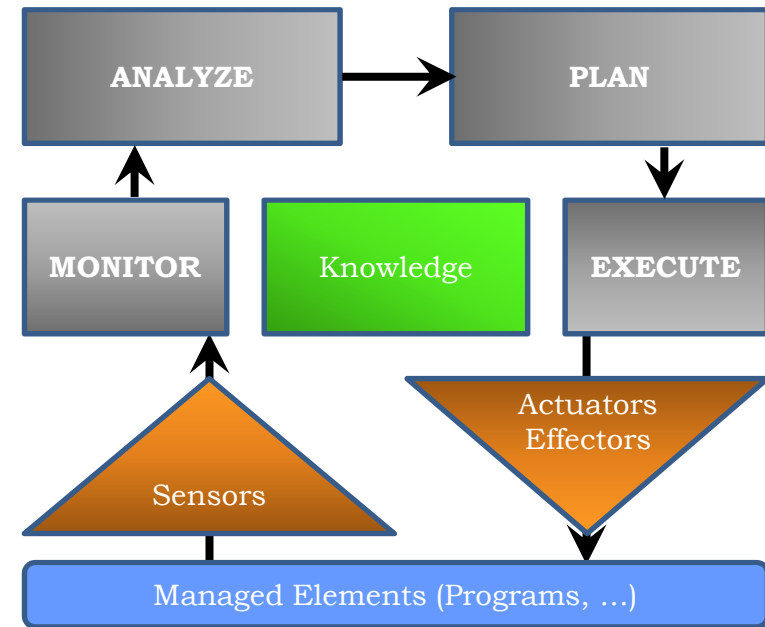 ANALYZE
PLAN
MONITOR
Knowledge
EXECUTE
Actuators
Effectors
Sensors
Managed Elements (Programs, …)